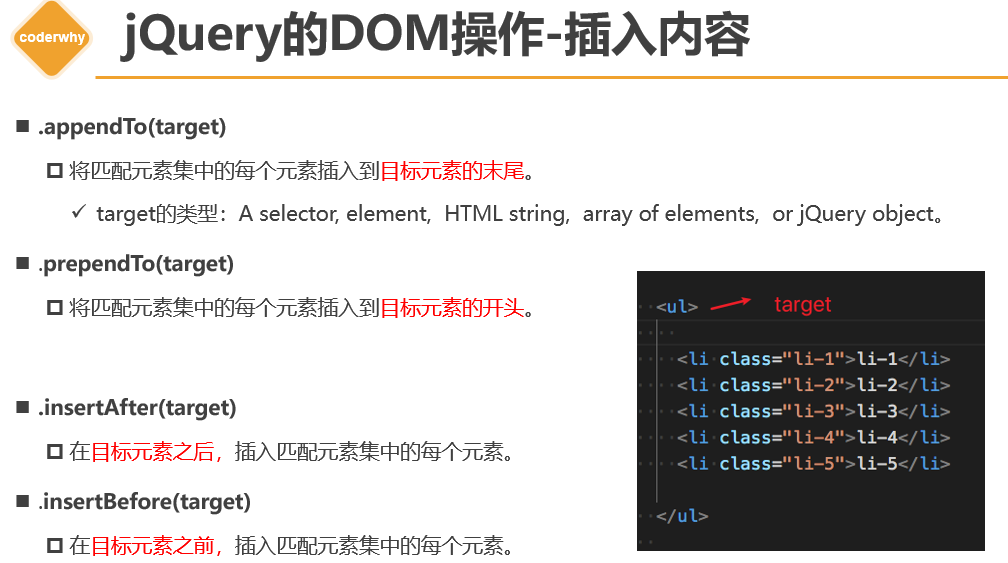 coderwhy
jQuery的DOM操作-插入内容
.appendTo(target)
将匹配元素集中的每个元素插入到目标元素的末尾。
target的类型：A selector, element, HTML string, array of elements, or jQuery object。
.prependTo(target)
将匹配元素集中的每个元素插入到目标元素的开头。
.insertAfter(target)
在目标元素之后，插入匹配元素集中的每个元素。
.insertBefore(target)
在目标元素之前，插入匹配元素集中的每个元素。
<ul> target
<li class="li-1">li-1</li>
<li class="li-2">li-2</li>
<li class="li-3">li-3</li>
<li class="li-4">li-4</li>
<li class="li-5">li-5</li>
</ul>